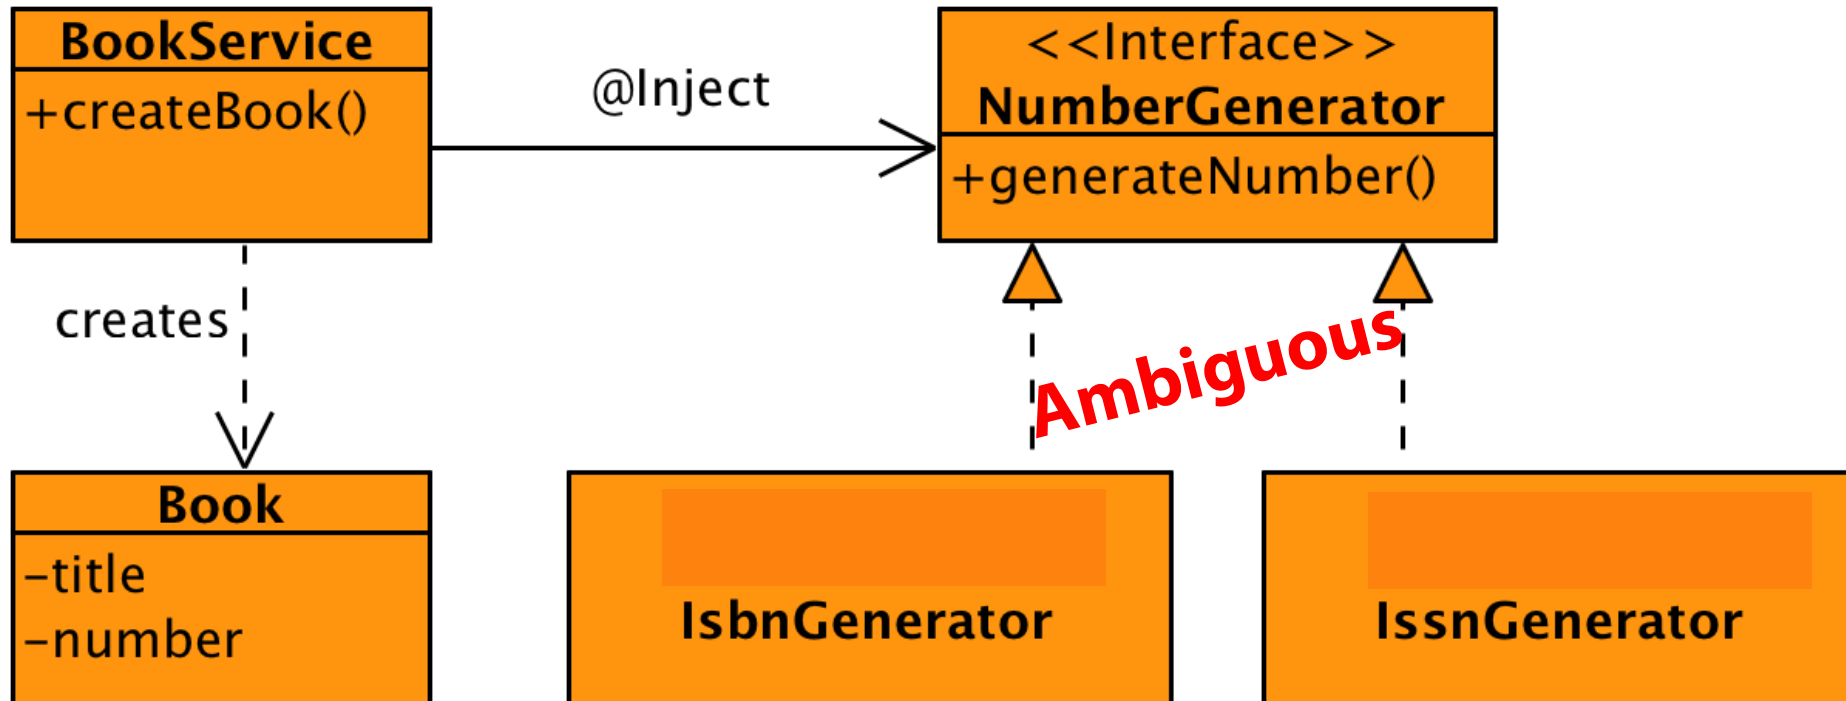 BookService
+createBook()
@Inject
<<Interface>>
NumberGenerator
+generateNumber()
creates
Ambiguous
Book
-title
-number
IsbnGenerator
IssnGenerator